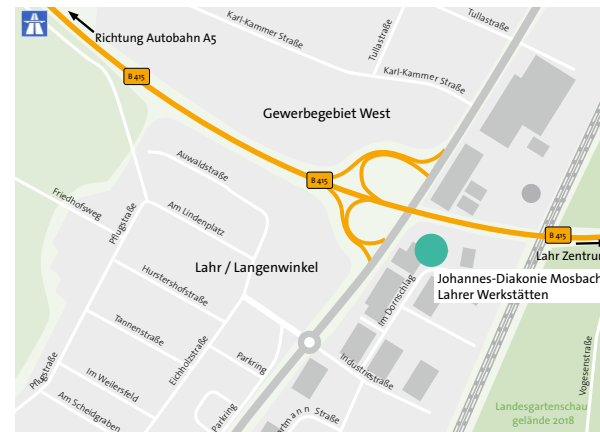 Richtung Autobahn A5
Karl-Kammer Straße
Tullastraße
Tullastraße
Karl-Kammer Straße
B 415
Gewerbegebiet West
Auwaldstraße
B 415
Friedhofsweg
Pflugstraße
Am Lindenplatz
B 415
Lahr Zentrum
Lahr / Langenwinkel
Johannes-Diakonie Mosbach
Lahrer Werkstätten
Hurstershofstraße
Im Dornschlag
Tannenstraße
Eichholzstraße
Parkring
Industriestraße
Vogesenstraße
Pflugstraße
Im Weilersfeld
Am Scheidgraben
Parkring
rtmann Straße
Landesgartenschau
gelände 2018